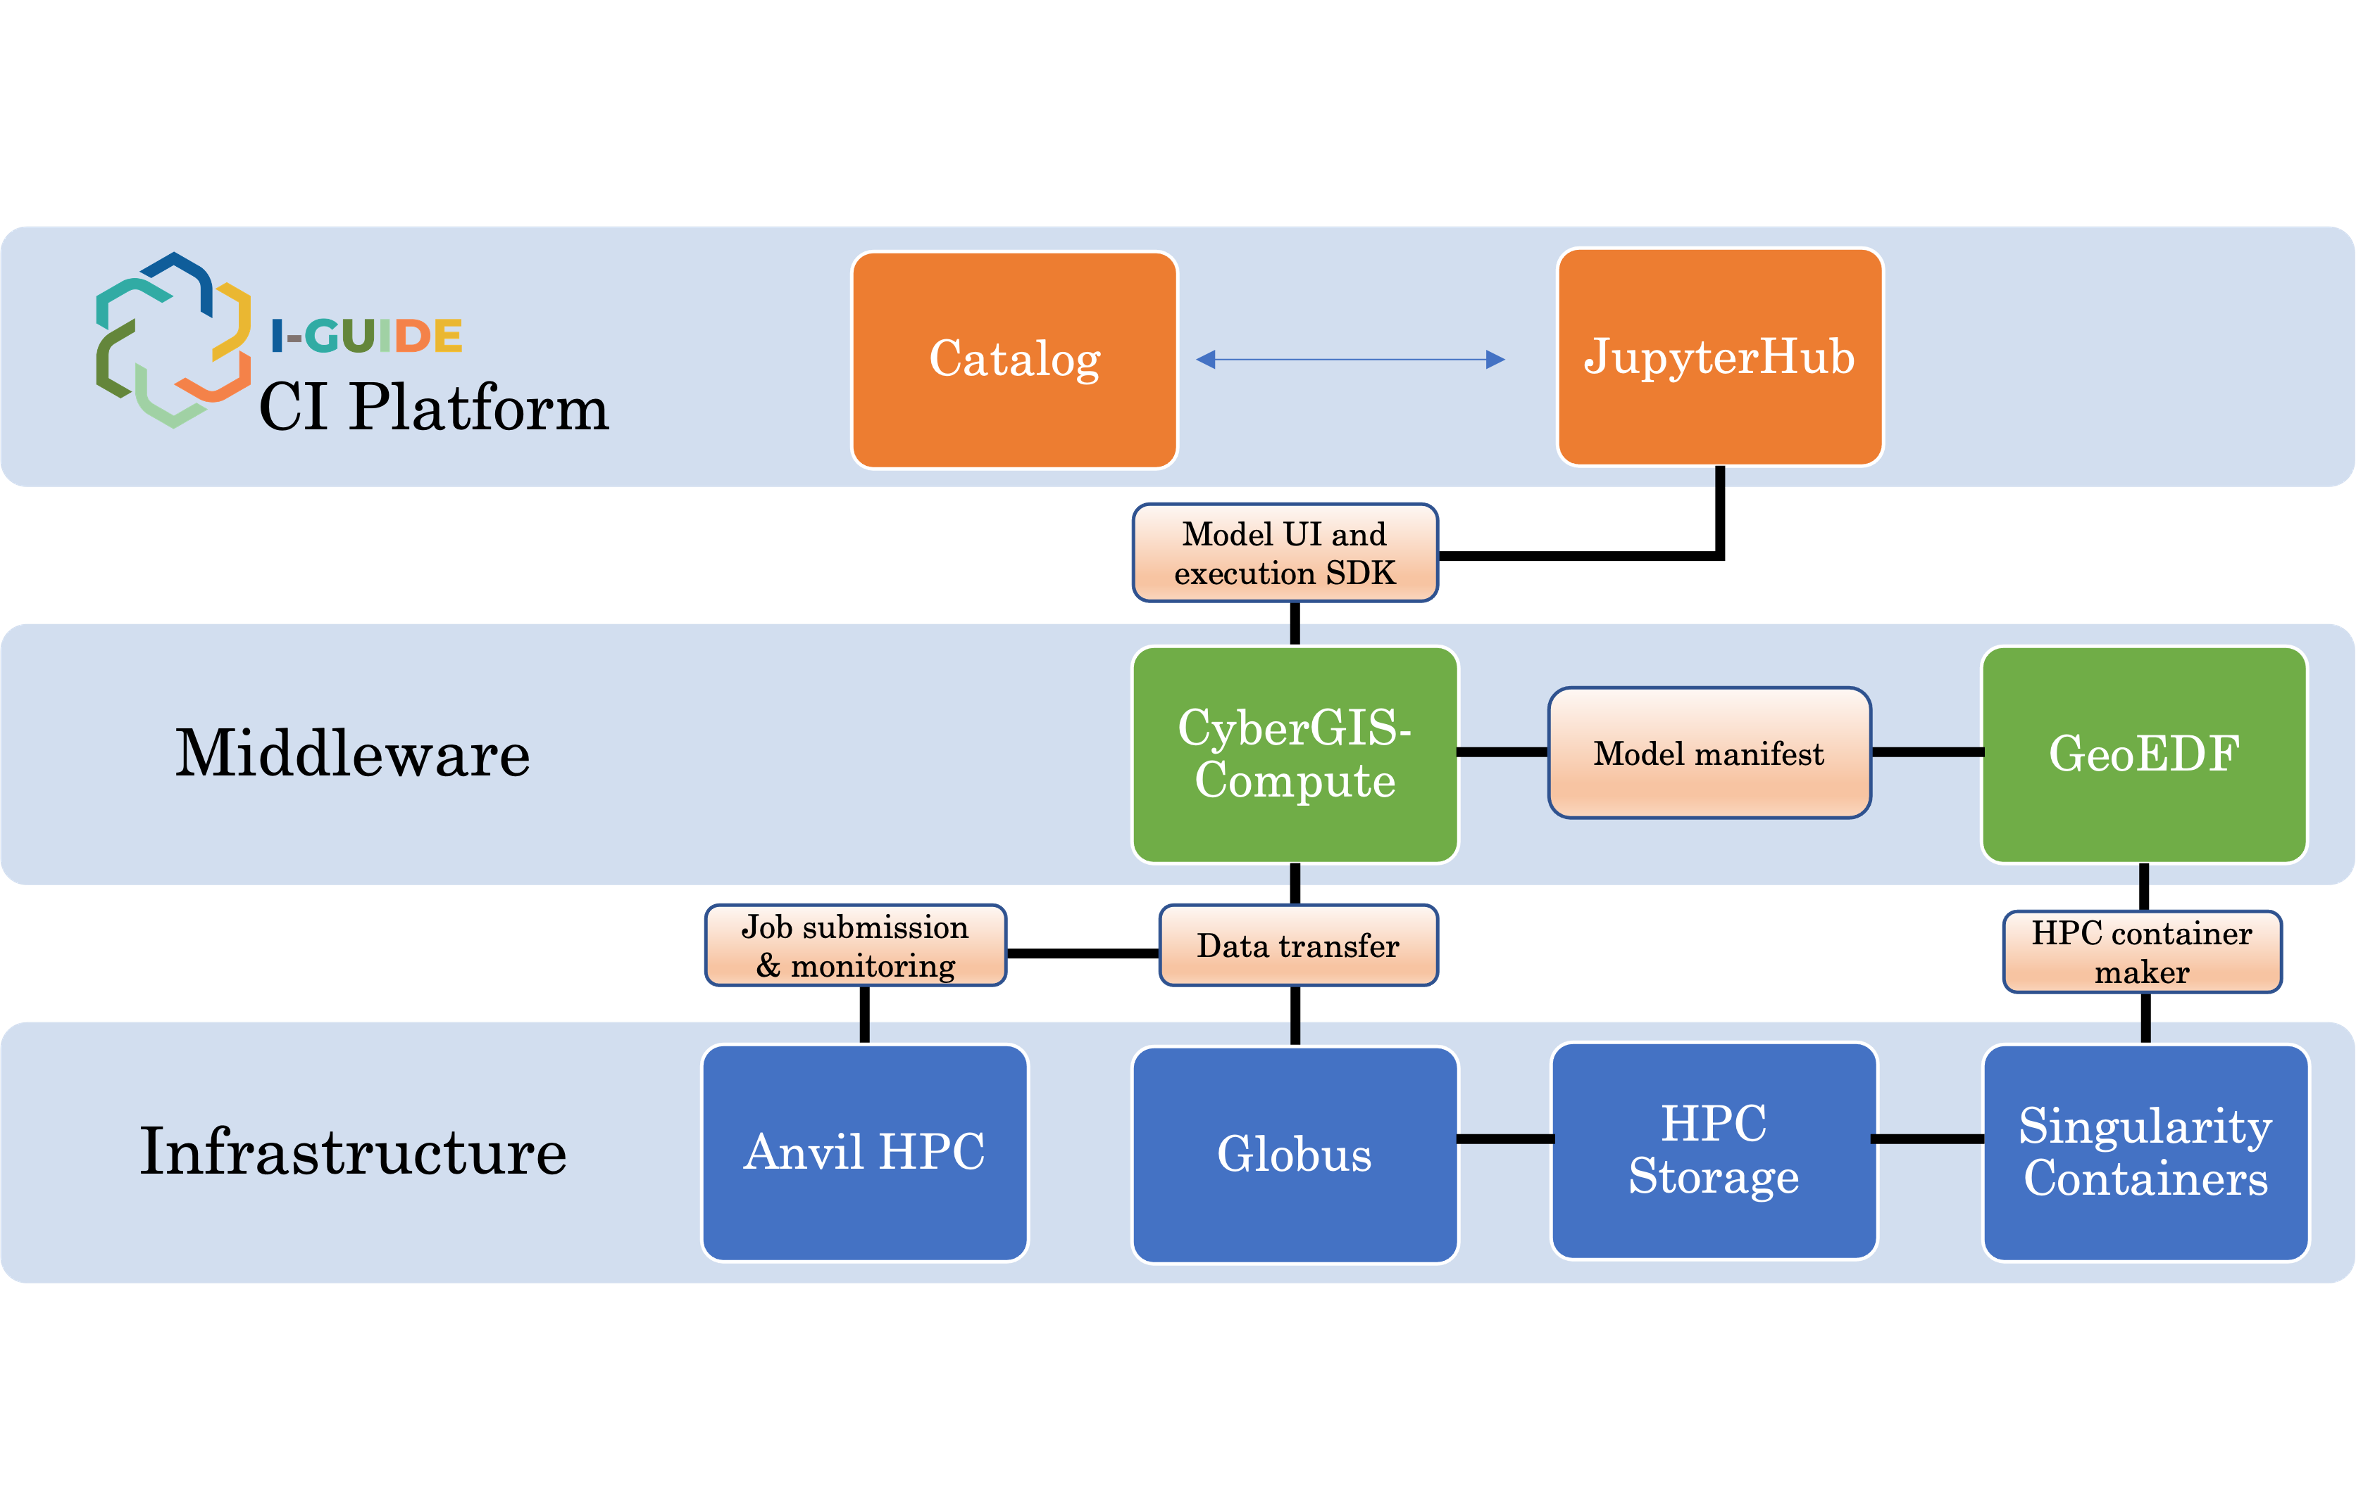 I-GUIDE
CI Platform
Catalog
JupyterHub
Model UI and
execution SDK
Middleware
CyberGIS-
Compute
Model manifest
GeoEDF
Job submission
& monitoring
Data transfer
HPC container
maker
Infrastructure
Anvil HPC
Globus
HPC
Storage
Singularity
Containers